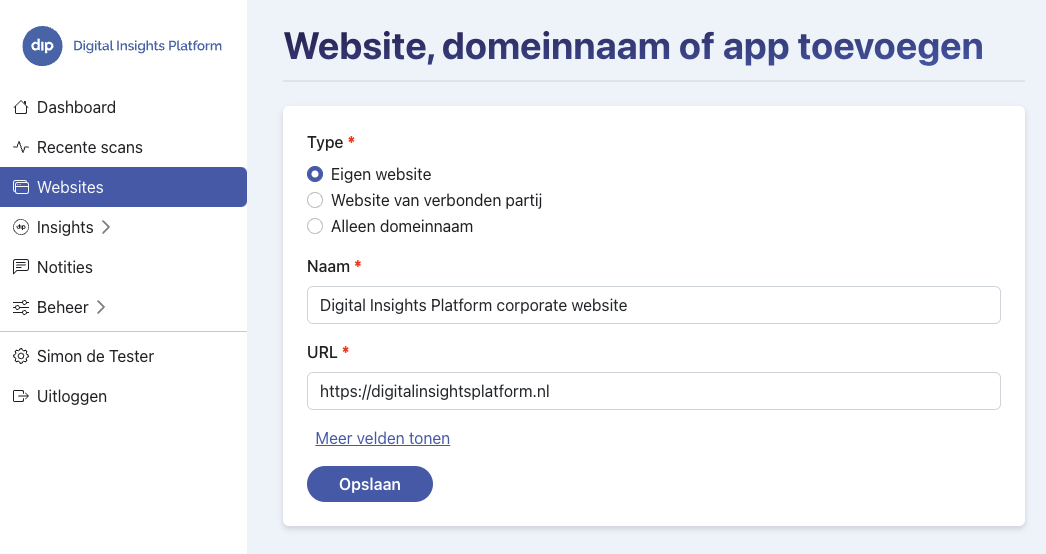 dip Digital Insights Platform
Dashboard
Recente scans
Websites
Insights
Notities
Beheer
Simon de Tester
Uitloggen
Website, domeinnaam of app toevoegen
Type *
Eigen website
Website van verbonden partij
Alleen domeinnaam
Naam *
Digital Insights Platform corporate website
URL *
https://digitalinsightsplatform.nl
Meer velden tonen
Opslaan